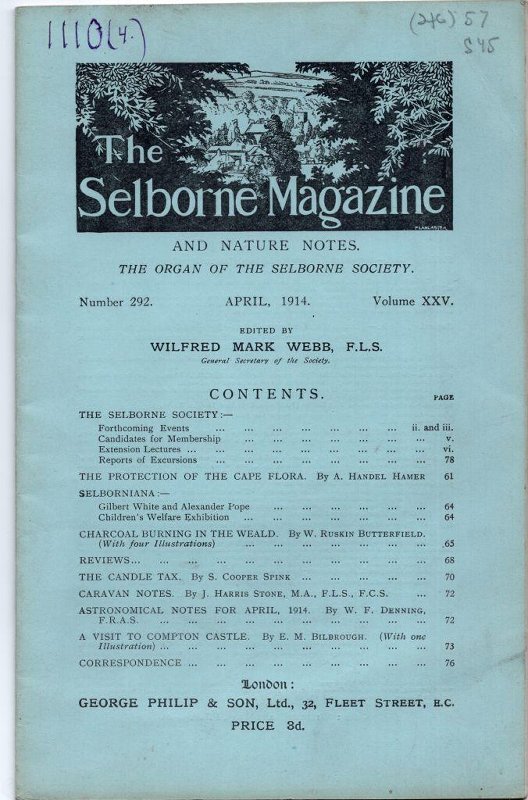 1110(4.)
(26) 57
S45
The
Selborne Magazine
AND NATURE NOTES.
THE ORGAN OF THE SELBORNE SOCIETY.
Number 292. APRIL, 1914. Volume XXV.
EDITED BY
WILFRED MARK WEBB, F.L.S.
General Secretary of the Society.
CONTENTS.
PAGE
THE SELBORNE SOCIETY:—
Forthcoming Events ... ... ... ... ... ... ii. and iii.
Candidates for Membership ... ... ... ... ... ... v.
Extension Lectures ... ... ... ... ... ... ... vi.
Reports of Excursions ... ... ... ... ... ... 78
THE PROTECTION OF THE CAPE FLORA. By A. HANDEL HAMER 61
SELBORNIANA:—
Gilbert White and Alexander Pope ... ... ... ... ... 64
Children's Welfare Exhibition ... ... ... ... ... ... 64
CHARCOAL BURNING IN THE WEALD. By W. RUSKIN BUTTERFIELD.
(With four Illustrations) ... ... ... ... ... ... 65
REVIEWS... ... ... ... ... ... ... ... ... 68
THE CANDLE TAX. By S. COOPER SPINK ... ... ... ... 70
CARAVAN NOTES. By J. HARRIS STONE, M.A., F.L.S., F.C.S. ... 72
ASTRONOMICAL NOTES FOR APRIL, 1914. By W. F. DENNING,
F.R.A.S. ... ... ... ... ... ... ... ... 72
A VISIT TO COMPTON CASTLE. By E. M. BILBROUGH. (With one
Illustration) ... ... ... ... ... ... ... ... 73
CORRESPONDENCE ... ... ... ... ... ... ... 76
London:
GEORGE PHILIP & SON, Ltd., 32, FLEET STREET, E.C.
PRICE 3d.